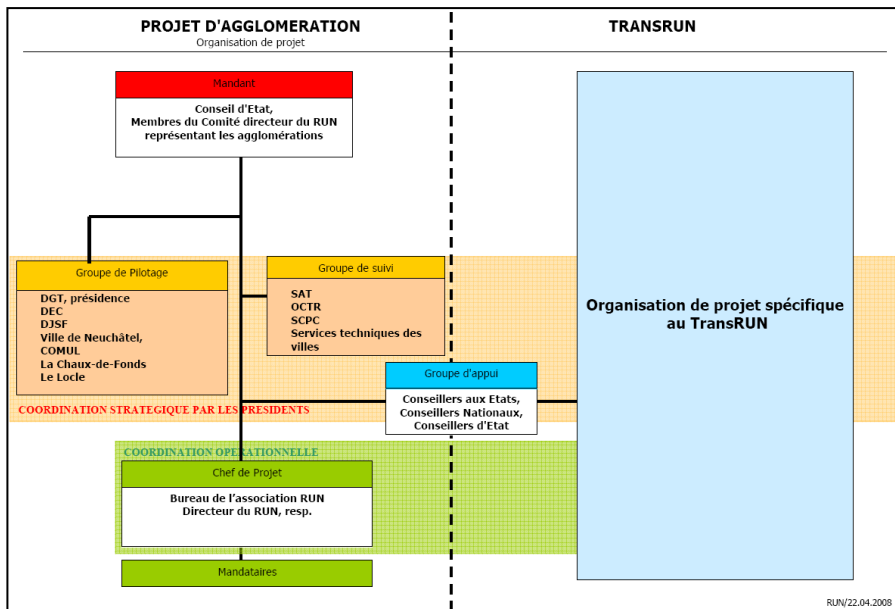 PROJET D'AGGLOMERATION
Organisation de projet
TRANSRUN
Mandant
Conseil d'Etat,
Membres du Comité directeur du RUN
représentant les agglomérations
Groupe de Pilotage
DGT, présidence
DEC
DJSF
Ville de Neuchâtel,
COMUL
La Chaux-de-Fonds
Le Locle
Groupe de suivi
SAT
OCTR
SCPC
Services techniques des
villes
Organisation de projet spécifique
au TransRUN
Groupe d'appui
Conseillers aux Etats,
Conseillers Nationaux,
Conseillers d'Etat
COORDINATION STRATEGIQUE PAR LES PRESIDENTS
COORDINATION OPERATIONNELLE
Chef de Projet
Bureau de l’association RUN
Directeur du RUN, resp.
Mandataires
RUN/22.04.2008